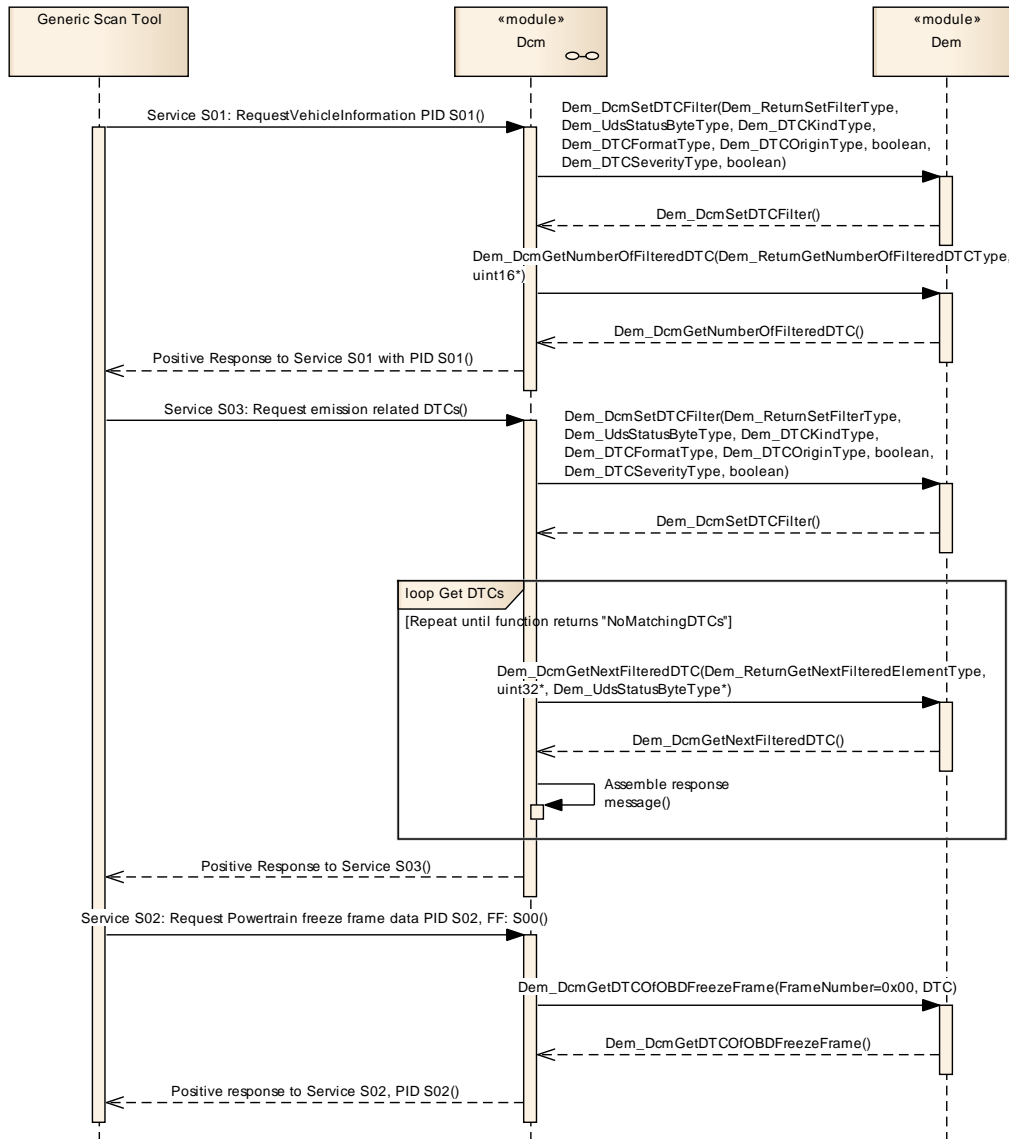 Generic Scan Tool
«module»
Dcm
«module»
Dem
Service S01: RequestVehicleInformation PID S01()
Dem_DcmSetDTCFilter(Dem_ReturnSetFilterType,
Dem_UdsStatusByteType, Dem_DTCKindType,
Dem_DTCFormatType, Dem_DTCOriginType, boolean,
Dem_DTCSeverityType, boolean)
Dem_DcmSetDTCFilter()
Dem_DcmGetNumberOfFilteredDTC(Dem_ReturnGetNumberOfFilteredDTCType,
uint16*)
Dem_DcmGetNumberOfFilteredDTC()
Positive Response to Service S01 with PID S01()
Service S03: Request emission related DTCs()
Dem_DcmSetDTCFilter(Dem_ReturnSetFilterType,
Dem_UdsStatusByteType, Dem_DTCKindType,
Dem_DTCFormatType, Dem_DTCOriginType, boolean,
Dem_DTCSeverityType, boolean)
Dem_DcmSetDTCFilter()
loop Get DTCs
[Repeat until function returns "NoMatchingDTCs"]
Dem_DcmGetNextFilteredDTC(Dem_ReturnGetNextFilteredElementType,
uint32*, Dem_UdsStatusByteType*)
Dem_DcmGetNextFilteredDTC()
Assemble response
message()
Positive Response to Service S03()
Service S02: Request Powertrain freeze frame data PID S02, FF: S00()
Dem_DcmGetDTCOfOBDFreezeFrame(FrameNumber=0x00, DTC)
Dem_DcmGetDTCOfOBDFreezeFrame()
Positive response to Service S02, PID S02()